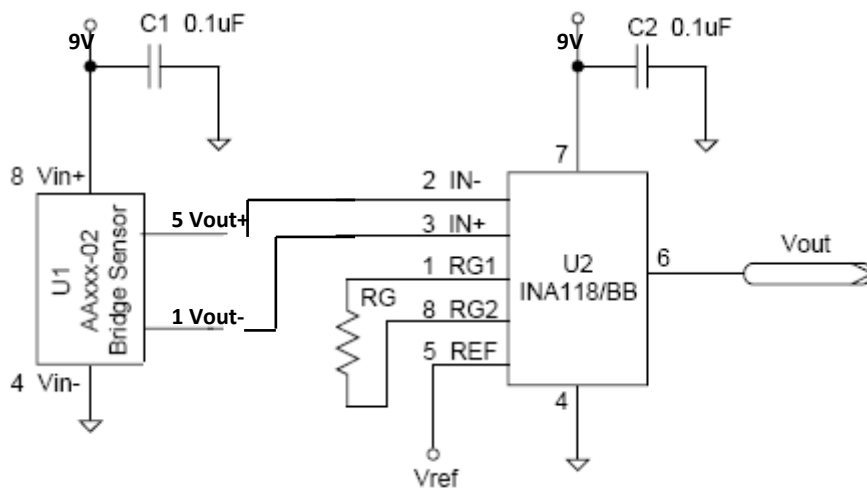 9V
C1 0.1uF
9V
C2 0.1uF
8 Vin+
U1
AAxxx-02
Bridge Sensor
5 Vout+
1 Vout-
4 Vin-
7
2 IN-
3 IN+
1 RG1
RG
8 RG2
5 REF
Vref
U2
INA118/BB
6
Vout
4